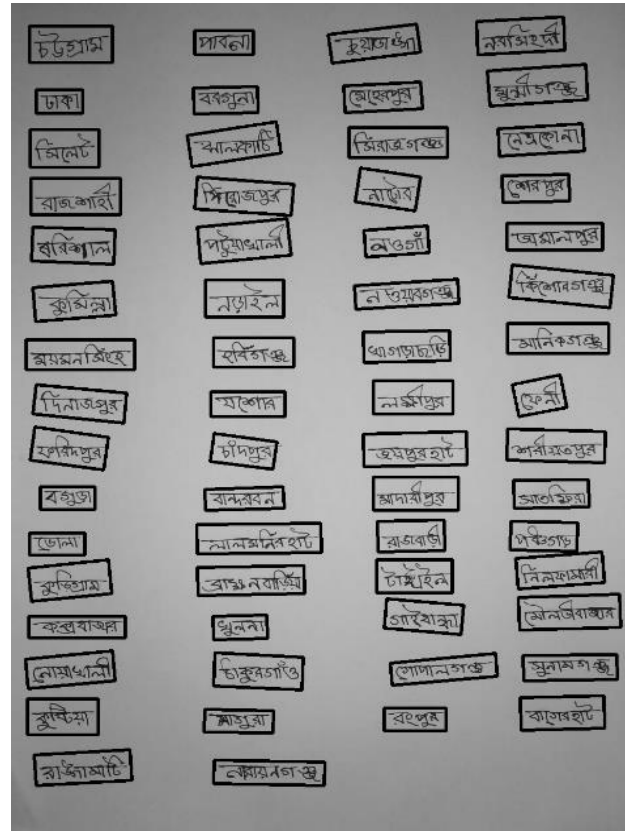 চট্টগ্রাম পাবনা চুয়াডাঙ্গা নরসিংদী
ঢাকা বরগুনা মেহেরপুর মুন্সীগঞ্জ
সিলেট ঝালকাটি সিরাজগঞ্জ নেত্রকোনা
রাজশাহী পিরোজপুর নাটোর শেরপুর
বরিশাল পটুয়াখালী নওগাঁ জামালপুর
কুমিল্লা নড়াইল নওয়াবগঞ্জ কিশোরগঞ্জ
ময়মনসিংহ হবিগঞ্জ খাগড়াছড়ি মানিকগঞ্জ
দিনাজপুর যশোর লক্ষ্মীপুর ফেনী
ফরিদপুর চাঁদপুর জয়পুরহাট শরীয়তপুর
বগুড়া বান্দরবন মাদারীপুর সাতক্ষিরা
ভোলা লালমনিরহাট রাজবাড়ী পঞ্চগড়
কুড়িগ্রাম ব্রাহ্মনবাড়িয়া টাঙ্গাইল নিলফামারী
কক্সবাজার খুলনা গাইবান্ধা মৌলভীবাজার
নোয়াখালী ঠাকুরগাঁও গোপালগঞ্জ সুনামগঞ্জ
কুষ্টিয়া মাগুরা রংপুর বাগেরহাট
রাঙ্গামাটি নারায়নগঞ্জ